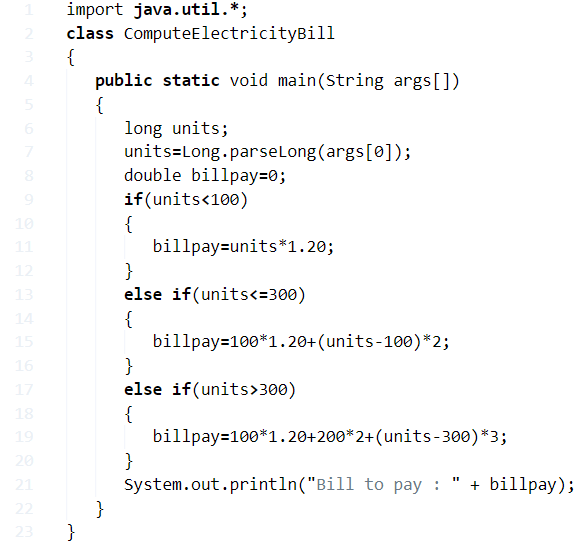 1 import java.util.*;
2 class ComputeElectricityBill
3 {
4 public static void main(String args[])
5 {
6 long units;
7 units=Long.parseLong(args[0]);
8 double billpay=0;
9 if(units<100)
10 {
11 billpay=units*1.20;
12 }
13 else if(units<=300)
14 {
15 billpay=100*1.20+(units-100)*2;
16 }
17 else if(units>300)
18 {
19 billpay=100*1.20+200*2+(units-300)*3;
20 }
21 System.out.println("Bill to pay : " + billpay);
22 }
23 }